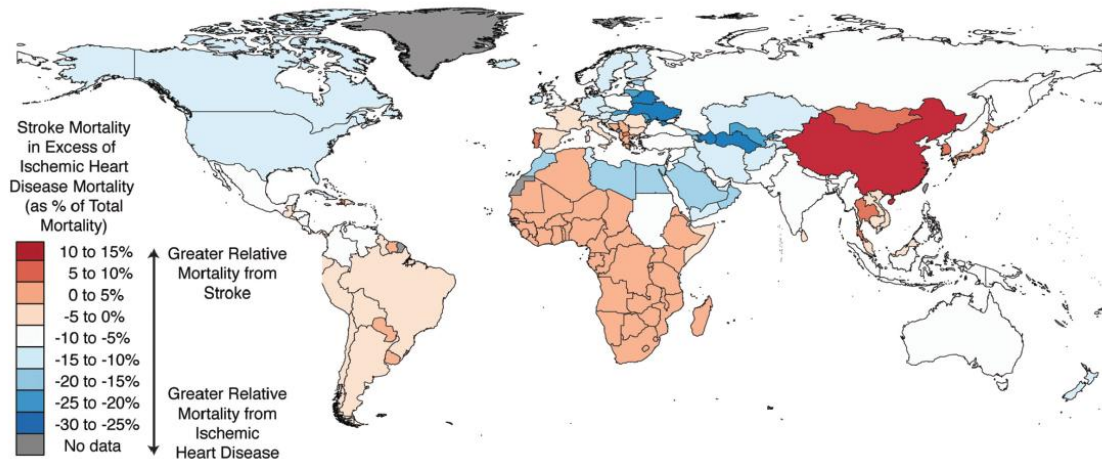 Stroke Mortality
in Excess of
Ischemic Heart
Disease Mortality
(as % of Total
Mortality)
10 to 15%
5 to 10%
0 to 5%
-5 to 0%
-10 to -5%
-15 to -10%
-20 to -15%
-25 to -20%
-30 to -25%
No data
Greater Relative
Mortality from
Stroke
Greater Relative
Mortality from
Ischemic
Heart Disease